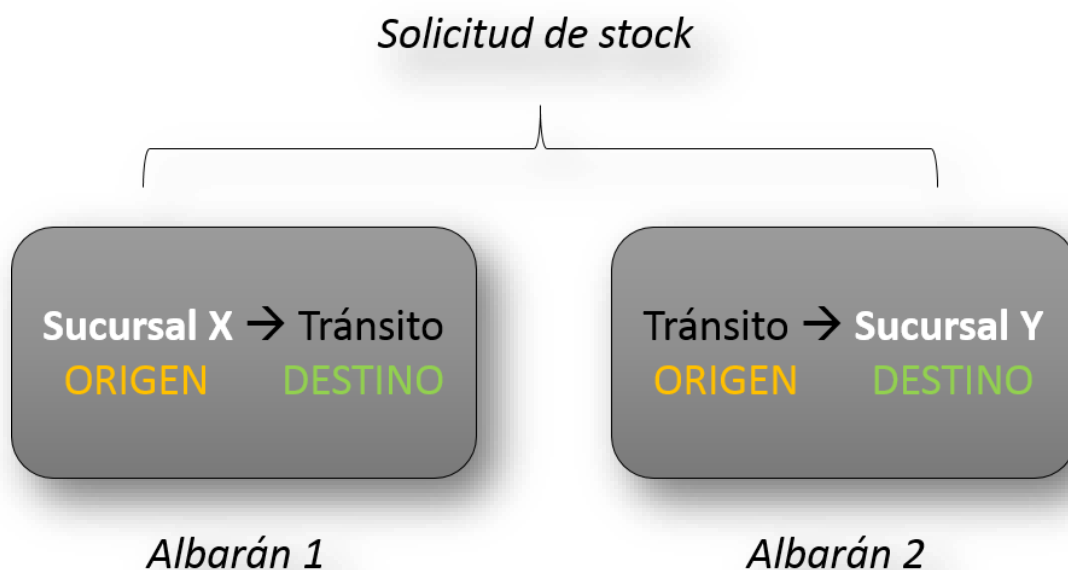 Solicitud de stock
Sucursal X → Tránsito
ORIGEN DESTINO
Albarán 1
Tránsito → Sucursal Y
ORIGEN DESTINO
Albarán 2